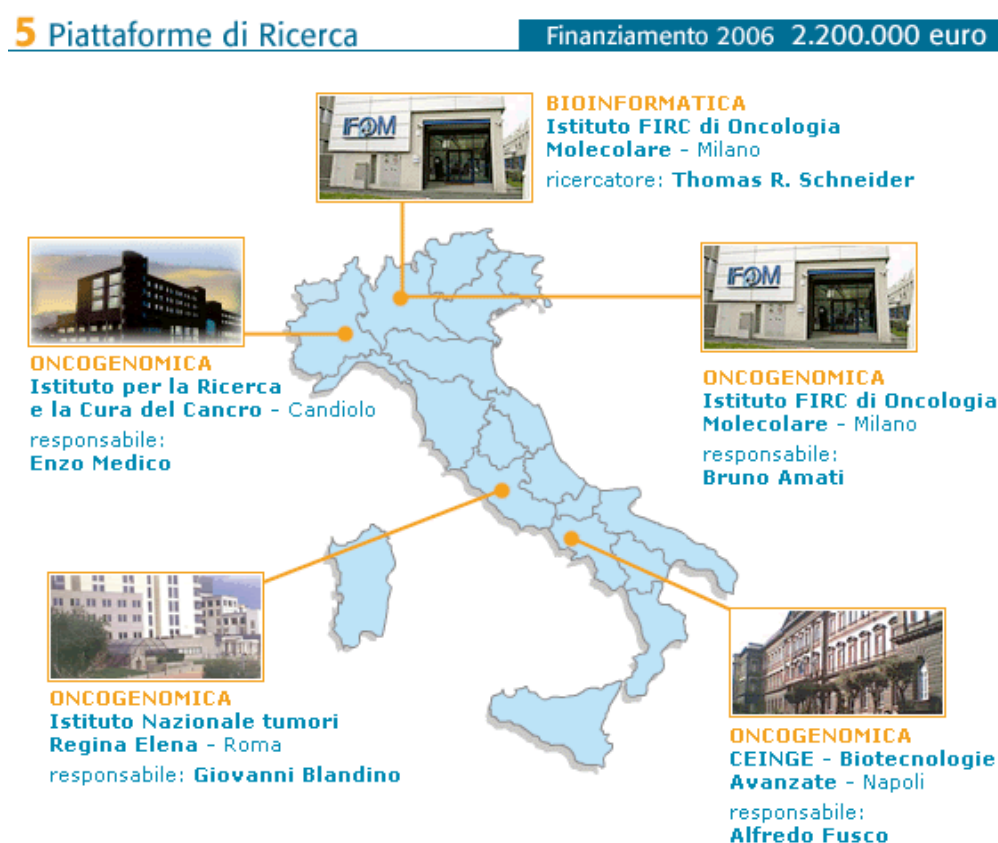 5 Piattaforme di Ricerca
Finanziamento 2006 2.200.000 euro
IFOM
BIOINFORMATICA
Istituto FIRC di Oncologia
Molecolare - Milano
ricercatore: Thomas R. Schneider
IFOM
ONCOGENOMICA
Istituto per la Ricerca
e la Cura del Cancro - Candiolo
responsabile:
Enzo Medico
ONCOGENOMICA
Istituto FIRC di Oncologia
Molecolare - Milano
responsabile:
Bruno Amati
ONCOGENOMICA
Istituto Nazionale tumori
Regina Elena - Roma
responsabile: Giovanni Blandino
ONCOGENOMICA
CEINGE - Biotecnologie
Avanzate - Napoli
responsabile:
Alfredo Fusco